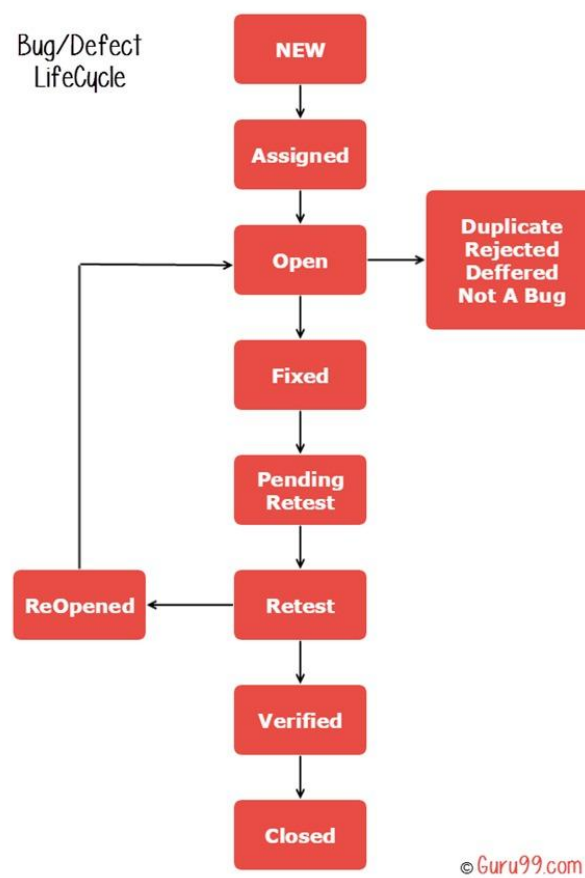 Bug/Defect
LifeCycle
NEW
Assigned
Open
Duplicate
Rejected
Deffered
Not A Bug
Fixed
Pending
Retest
ReOpened
Retest
Verified
Closed
© Guru99.com